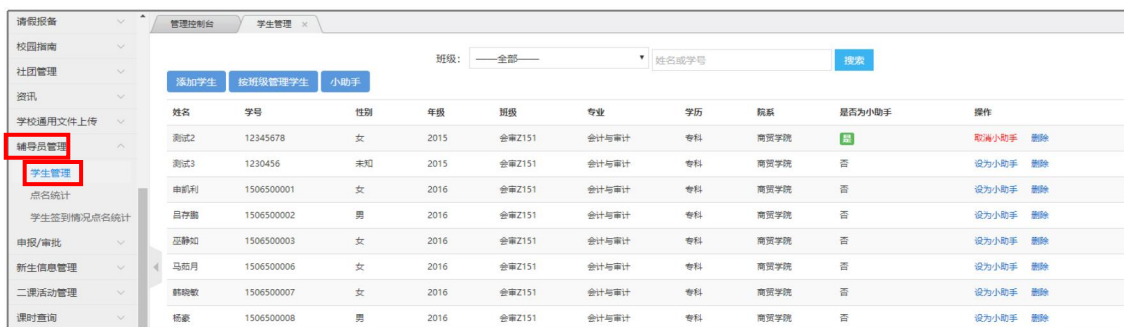 请假报备
校园指南
社团管理
资讯
学校通用文件上传
辅导员管理
学生管理
点名统计
学生签到情况点名统计
申报/审批
新生信息管理
二课活动管理
课时查询
管理控制台 学生管理 ×
班级： ——全部—— 姓名或学号 搜索
添加学生 按班级管理学生 小助手
姓名 学号 性别 年级 班级 专业 学历 院系 是否为小助手 操作
测试2 12345678 女 2015 会审Z151 会计与审计 专科 商贸学院 是 取消小助手 删除
测试3 1230456 未知 2015 会审Z151 会计与审计 专科 商贸学院 否 设为小助手 删除
申凯利 1506500001 女 2016 会审Z151 会计与审计 专科 商贸学院 否 设为小助手 删除
吕存鹏 1506500002 男 2016 会审Z151 会计与审计 专科 商贸学院 否 设为小助手 删除
巫静如 1506500003 女 2016 会审Z151 会计与审计 专科 商贸学院 否 设为小助手 删除
马茹月 1506500006 女 2016 会审Z151 会计与审计 专科 商贸学院 否 设为小助手 删除
韩晓敏 1506500007 女 2016 会审Z151 会计与审计 专科 商贸学院 否 设为小助手 删除
杨豪 1506500008 男 2016 会审Z151 会计与审计 专科 商贸学院 否 设为小助手 删除